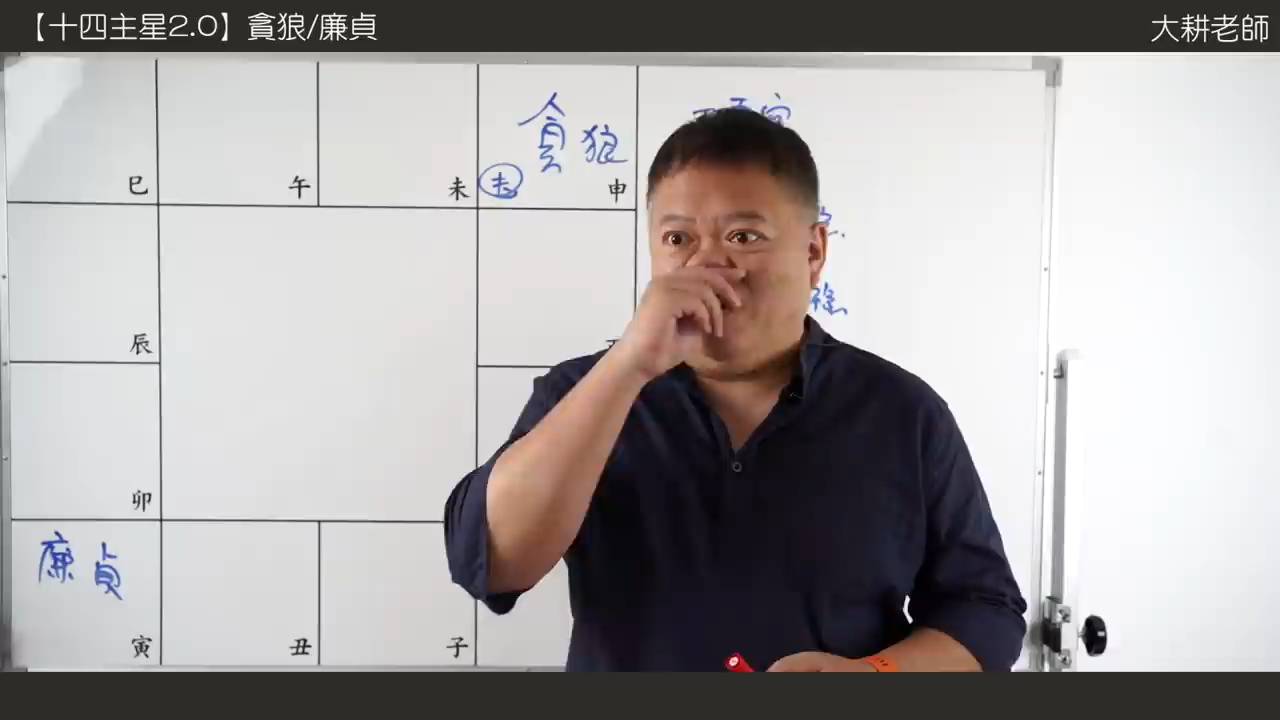 【十四主星2.0】貪狼/廉貞
大耕老師
貪狼
巳
午
未
夫
申
辰
卯
廉貞
寅
丑
子